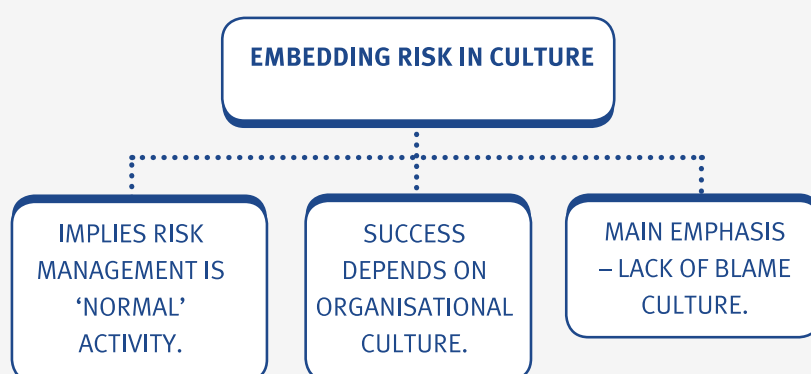 EMBEDDING RISK IN CULTURE
IMPLIES RISK
MANAGEMENT IS
‘NORMAL’
ACTIVITY.
SUCCESS
DEPENDS ON
ORGANISATIONAL
CULTURE.
MAIN EMPHASIS
– LACK OF BLAME
CULTURE.